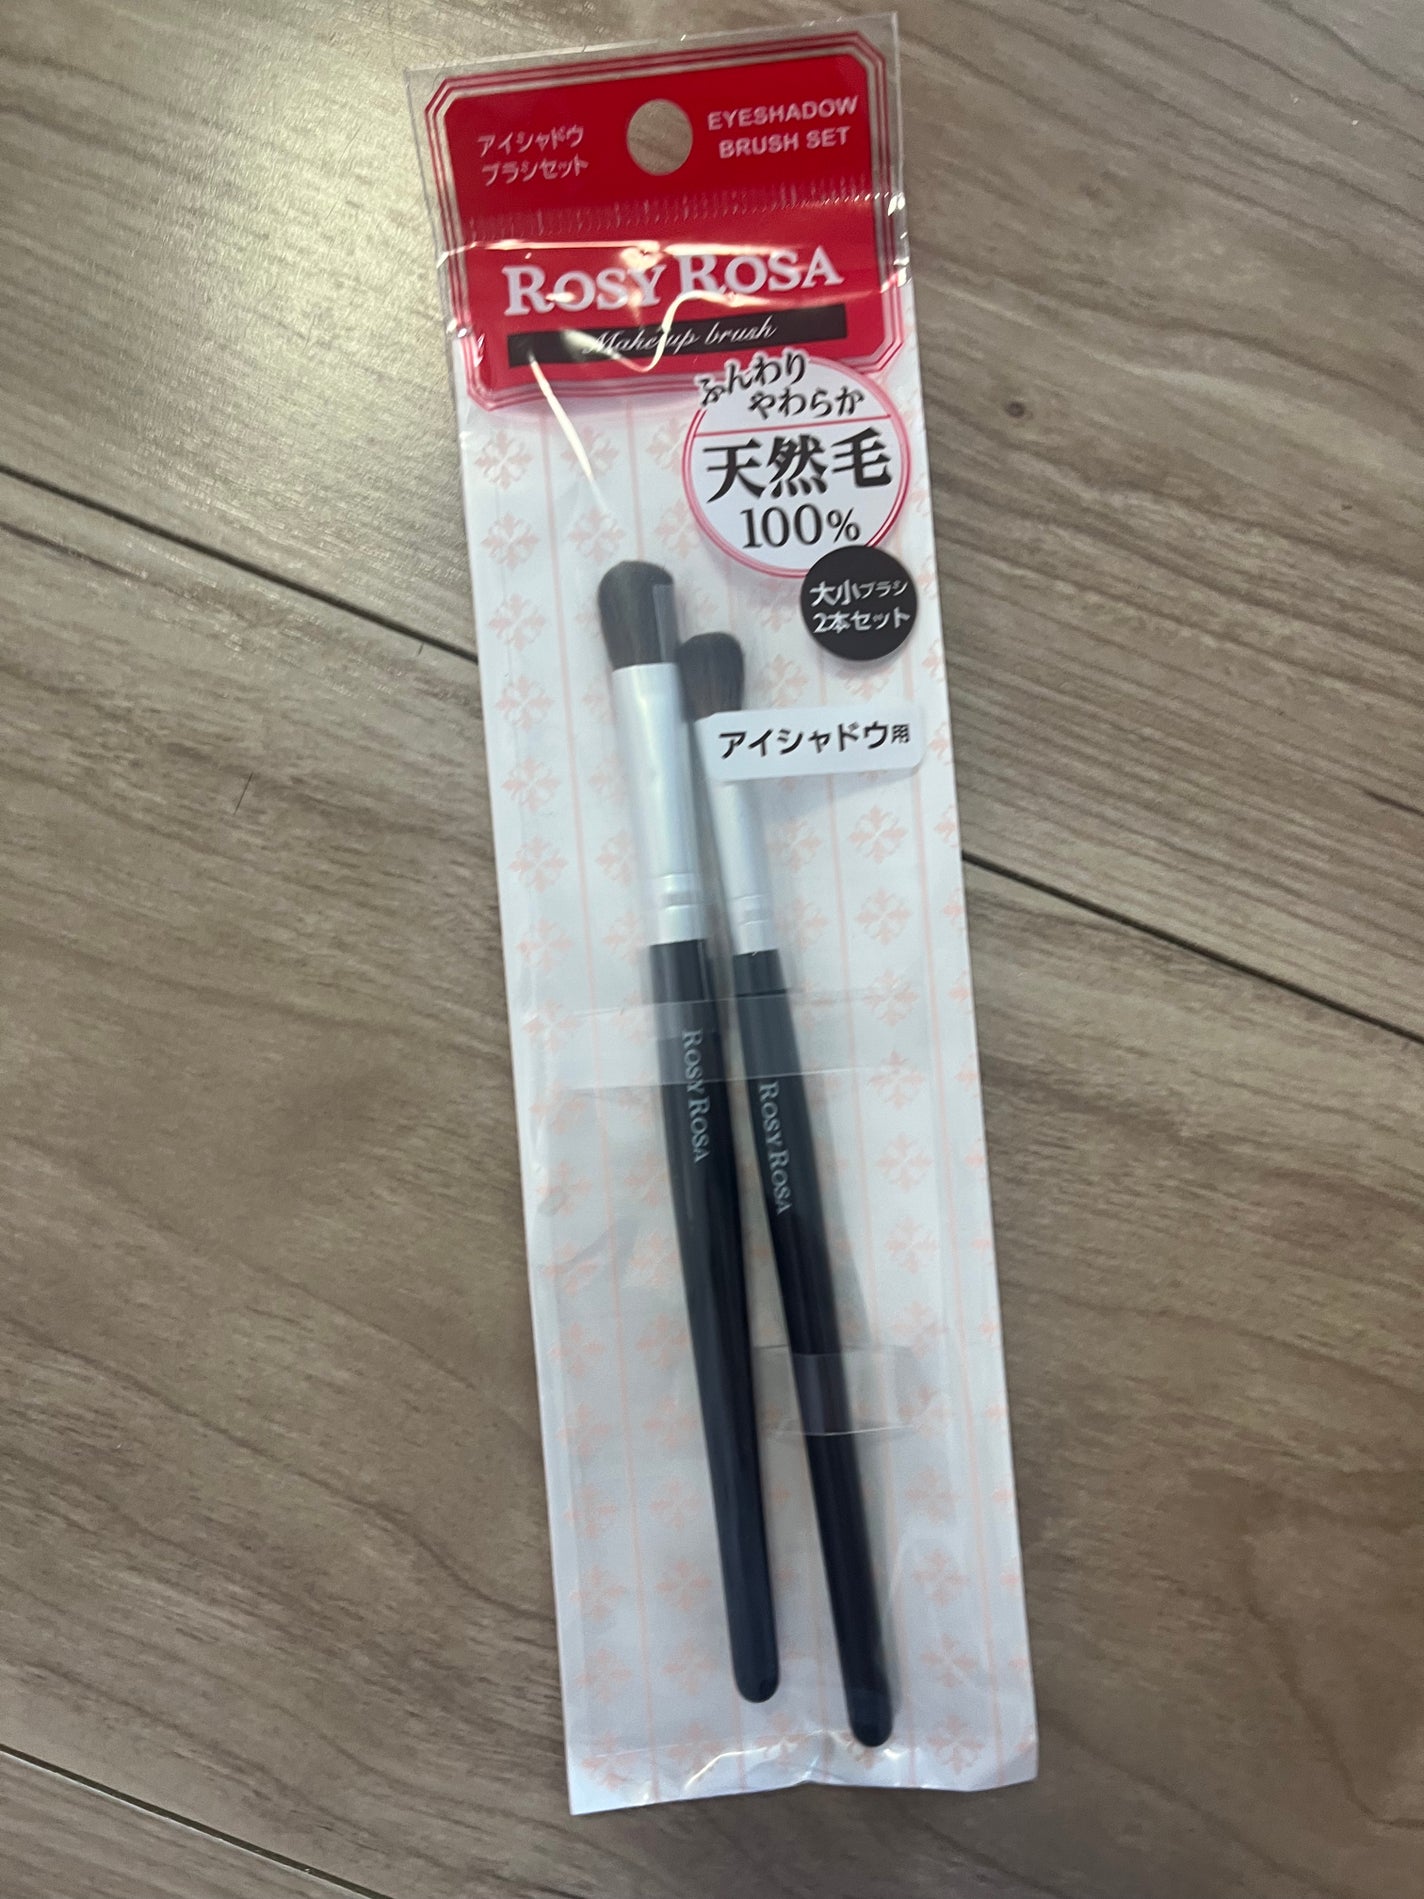 アイシャドウ
ブラシセット
EYESHADOW
BRUSH SET
ROSY ROSA
Make up brush
ふんわり
やわらか
天然毛
100%
大小ブラシ
2本セット
アイシャドウ用
ROSY ROSA
ROSY ROSA